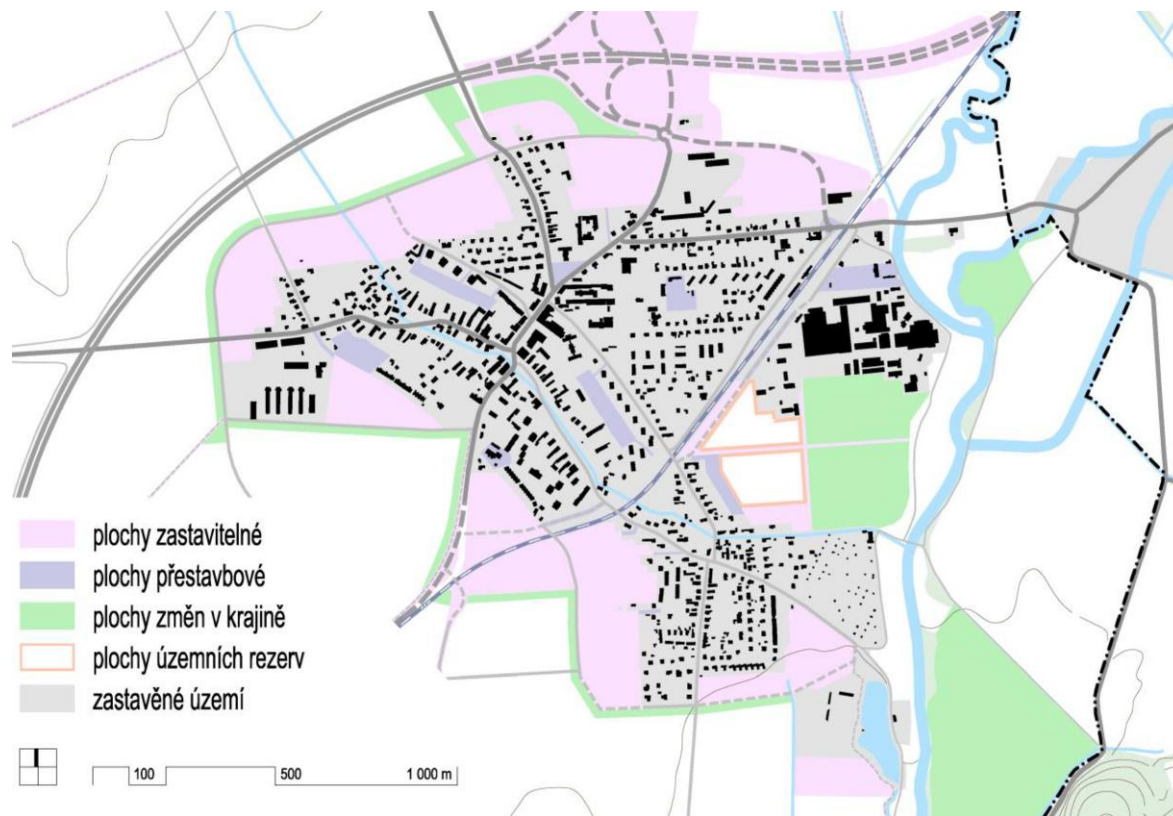 plochy zastavitelné
plochy přestavbové
plochy změn v krajině
plochy územních rezerv
zastavěné území
100 500 1 000 m